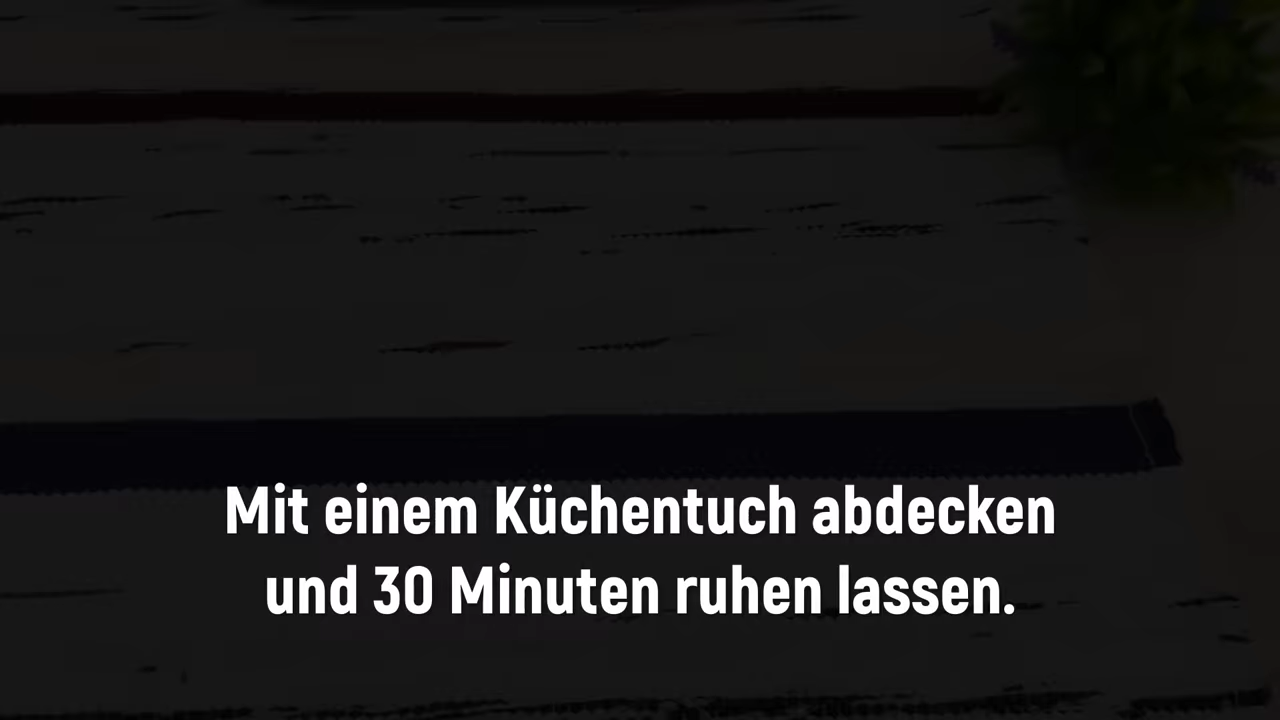 Mit einem Küchentuch abdecken
und 30 Minuten ruhen lassen.